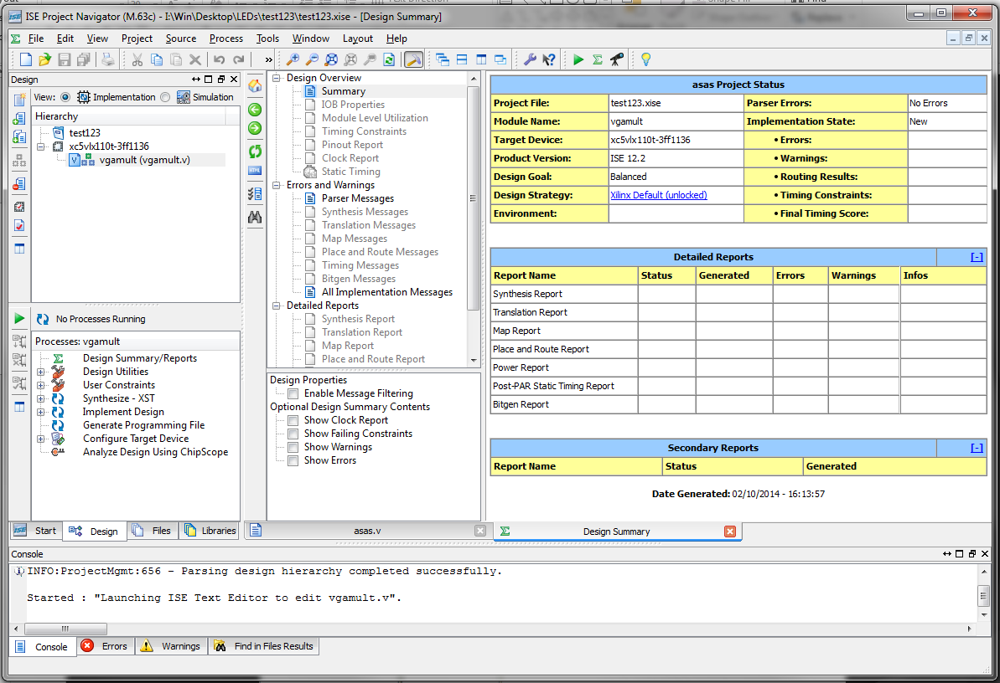 ISE Project Navigator (M.63c) - I:\Win\Desktop\LEDs\test123\test123.xise - [Design Summary]
File Edit View Project Source Process Tools Window Layout Help
Design
View: Implementation Simulation
Hierarchy
test123
xc5vlx110t-3ff1136
vgamult (vgamult.v)
No Processes Running
Processes: vgamult
Design Summary/Reports
Design Utilities
User Constraints
Synthesize - XST
Implement Design
Generate Programming File
Configure Target Device
Analyze Design Using ChipScope
Start Design Files Libraries
Design Overview
Summary
IOB Properties
Module Level Utilization
Timing Constraints
Pinout Report
Clock Report
Static Timing
Errors and Warnings
Parser Messages
Synthesis Messages
Translation Messages
Map Messages
Place and Route Messages
Timing Messages
Bitgen Messages
All Implementation Messages
Detailed Reports
Synthesis Report
Translation Report
Map Report
Place and Route Report
Design Properties
Enable Message Filtering
Optional Design Summary Contents
Show Clock Report
Show Failing Constraints
Show Warnings
Show Errors
asas Project Status
Project File: test123.xise Parser Errors: No Errors
Module Name: vgamult Implementation State: New
Target Device: xc5vlx110t-3ff1136 • Errors:
Product Version: ISE 12.2 • Warnings:
Design Goal: Balanced • Routing Results:
Design Strategy: Xilinx Default (unlocked) • Timing Constraints:
Environment: • Final Timing Score:
Detailed Reports [-]
Report Name Status Generated Errors Warnings Infos
Synthesis Report
Translation Report
Map Report
Place and Route Report
Power Report
Post-PAR Static Timing Report
Bitgen Report
Secondary Reports [-]
Report Name Status Generated
Date Generated: 02/10/2014 - 16:13:57
asas.v Design Summary
Console
INFO:ProjectMgmt:656 - Parsing design hierarchy completed successfully.
Started : "Launching ISE Text Editor to edit vgamult.v".
Console Errors Warnings Find in Files Results